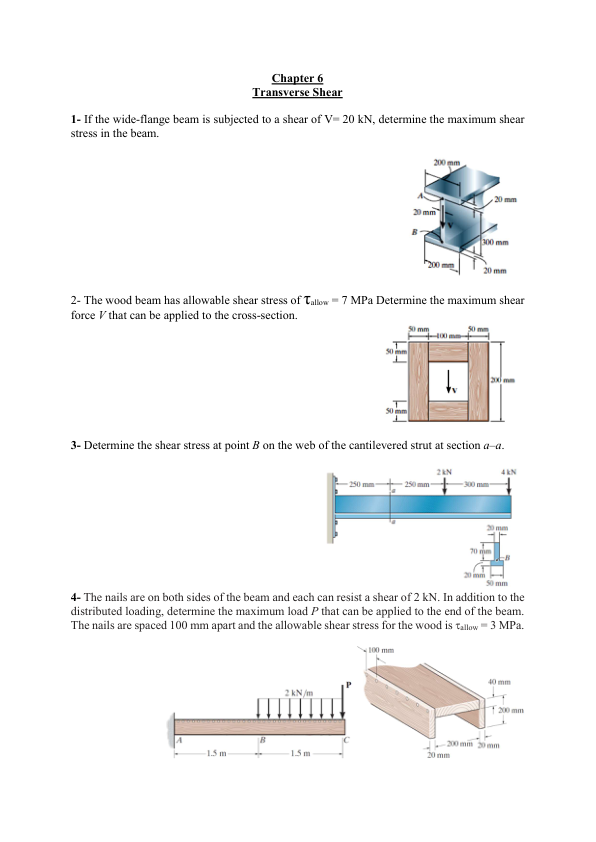 Chapter 6
Transverse Shear
1- If the wide-flange beam is subjected to a shear of V= 20 kN, determine the maximum shear
stress in the beam.
200 mm
A
20 mm
20 mm
V
B
300 mm
200 mm
20 mm
2- The wood beam has allowable shear stress of τallow = 7 MPa Determine the maximum shear
force V that can be applied to the cross-section.
50 mm
50 mm
100 mm
50 mm
200 mm
V
50 mm
3- Determine the shear stress at point B on the web of the cantilevered strut at section a–a.
2 kN
4 kN
250 mm
250 mm
300 mm
a
a
20 mm
70 mm
B
20 mm
50 mm
4- The nails are on both sides of the beam and each can resist a shear of 2 kN. In addition to the
distributed loading, determine the maximum load P that can be applied to the end of the beam.
The nails are spaced 100 mm apart and the allowable shear stress for the wood is τallow = 3 MPa.
100 mm
P
40 mm
2 kN/m
200 mm
A
B
C
200 mm
20 mm
1.5 m
1.5 m
20 mm